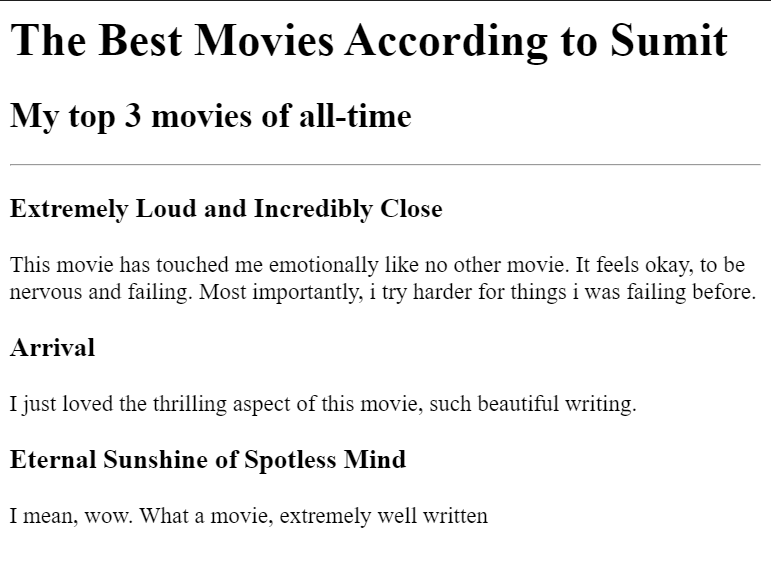 The Best Movies According to Sumit
My top 3 movies of all-time
Extremely Loud and Incredibly Close
This movie has touched me emotionally like no other movie. It feels okay, to be
nervous and failing. Most importantly, i try harder for things i was failing before.
Arrival
I just loved the thrilling aspect of this movie, such beautiful writing.
Eternal Sunshine of Spotless Mind
I mean, wow. What a movie, extremely well written